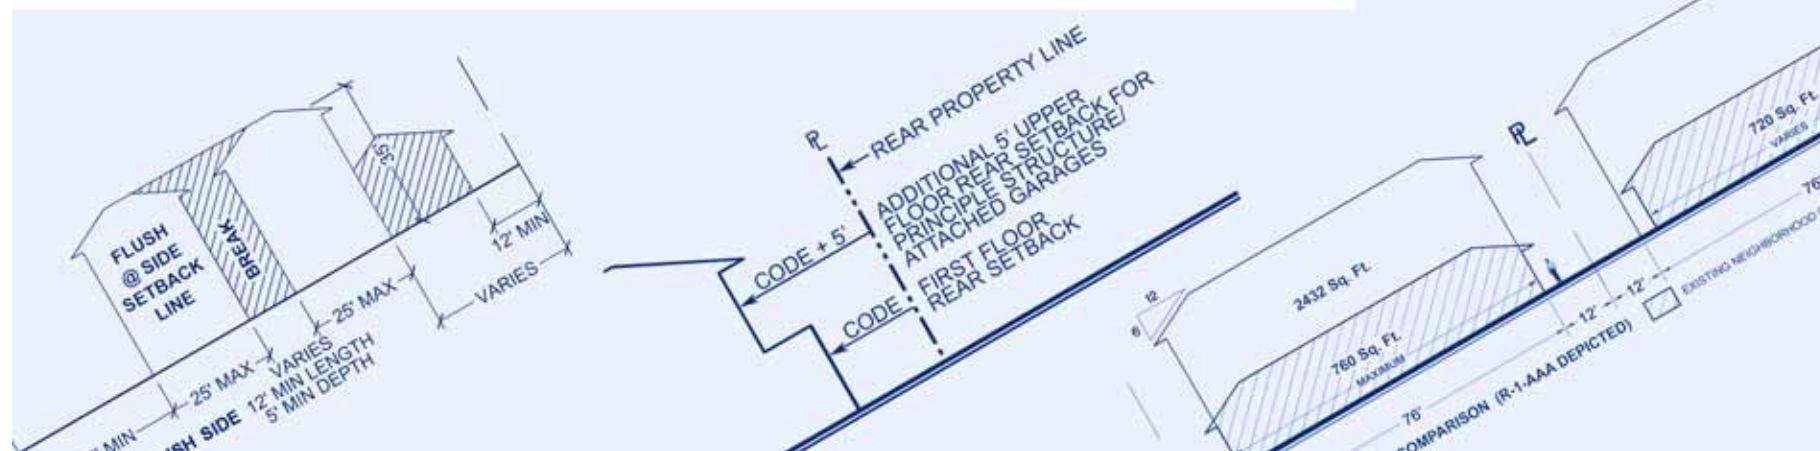 35'
FLUSH
@ SIDE
SETBACK
LINE
BREAK
12' MIN
VARIES
25' MAX
25' MAX
VARIES
12' MIN LENGTH
5' MIN DEPTH
MIN
SIDE
PL
REAR PROPERTY LINE
ADDITIONAL 5' UPPER
FLOOR REAR SETBACK FOR
PRINCIPLE STRUCTURE/
ATTACHED GARAGES
CODE + 5'
FIRST FLOOR
REAR SETBACK
CODE
PL
720 Sq. Ft.
VARIES
2432 Sq. Ft.
12
6
760 Sq. Ft.
MAXIMUM
76'
12'
12'
76'
EXISTING NEIGHBORHOOD
COMPARISON (R-1-AAA DEPICTED)